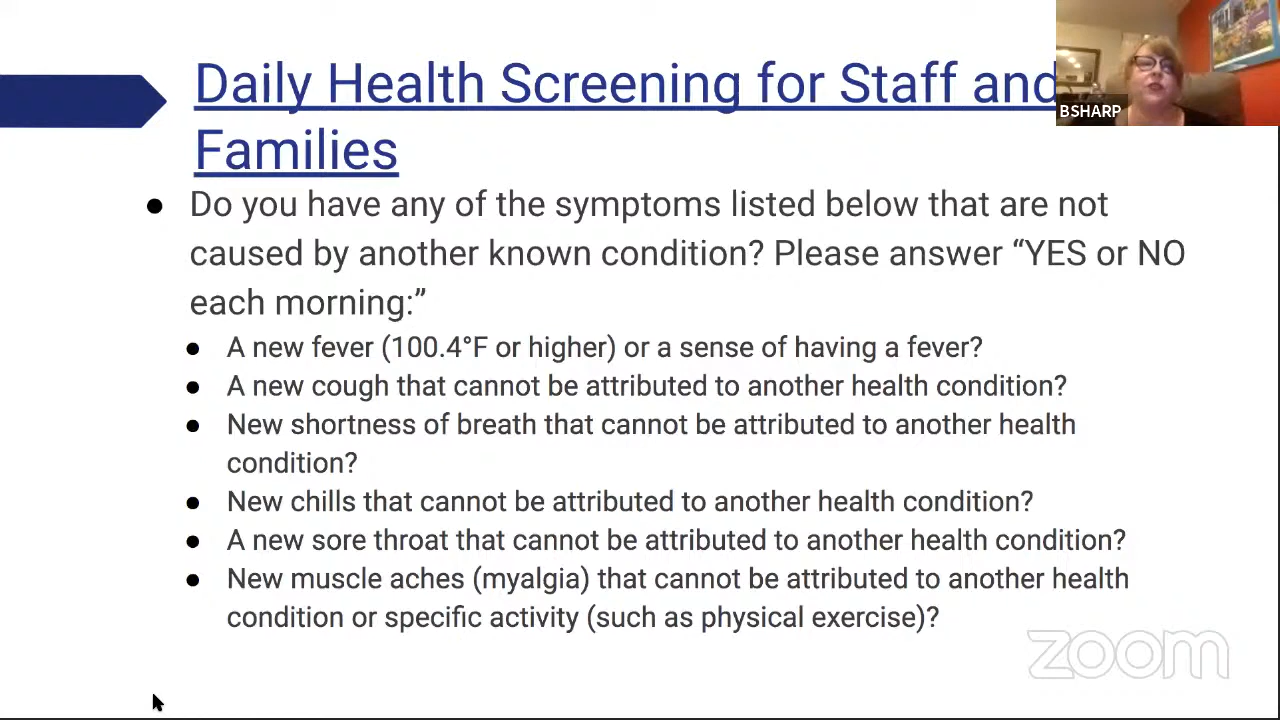 Daily Health Screening for Staff and
Families
BSHARP
● Do you have any of the symptoms listed below that are not
caused by another known condition? Please answer “YES or NO
each morning:”
● A new fever (100.4°F or higher) or a sense of having a fever?
● A new cough that cannot be attributed to another health condition?
● New shortness of breath that cannot be attributed to another health
condition?
● New chills that cannot be attributed to another health condition?
● A new sore throat that cannot be attributed to another health condition?
● New muscle aches (myalgia) that cannot be attributed to another health
condition or specific activity (such as physical exercise)?
zoom